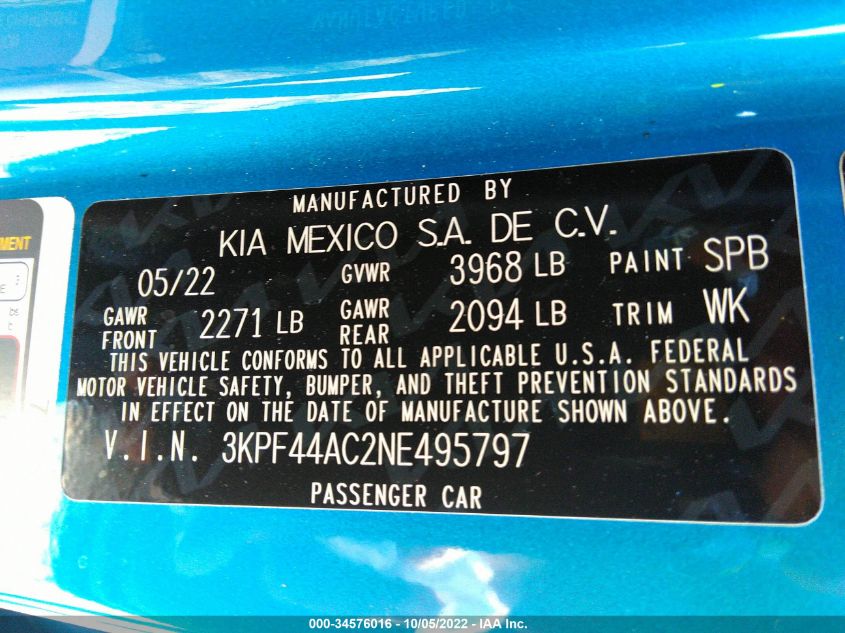 MANUFACTURED BY
KIA MEXICO S.A. DE C.V.
05/22 GVWR 3968 LB PAINT SPB
GAWR FRONT 2271 LB GAWR REAR 2094 LB TRIM WK
THIS VEHICLE CONFORMS TO ALL APPLICABLE U.S.A. FEDERAL
MOTOR VEHICLE SAFETY, BUMPER, AND THEFT PREVENTION STANDARDS
IN EFFECT ON THE DATE OF MANUFACTURE SHOWN ABOVE.
V.I.N. 3KPF44AC2NE495797
PASSENGER CAR
000-34576016 - 10/05/2022 - IAA Inc.